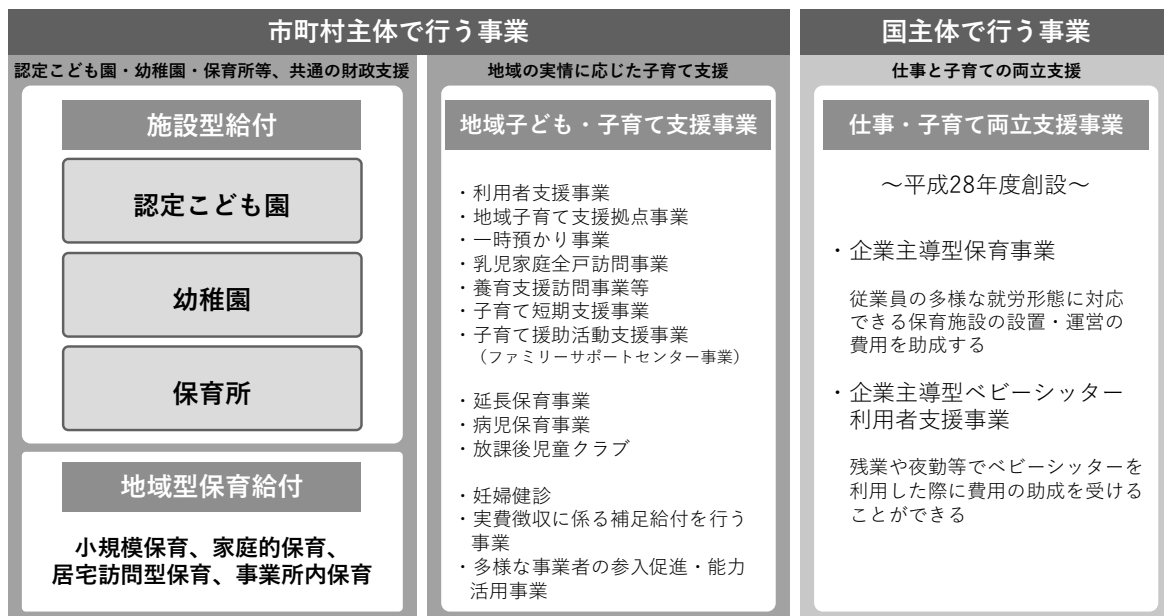 市町村主体で行う事業
認定こども園・幼稚園・保育所等、共通の財政支援
施設型給付
認定こども園
幼稚園
保育所
地域型保育給付
小規模保育、家庭的保育、
居宅訪問型保育、事業所内保育
地域の実情に応じた子育て支援
地域子ども・子育て支援事業
・利用者支援事業
・地域子育て支援拠点事業
・一時預かり事業
・乳児家庭全戸訪問事業
・養育支援訪問事業等
・子育て短期支援事業
・子育て援助活動支援事業
（ファミリーサポートセンター事業）
・延長保育事業
・病児保育事業
・放課後児童クラブ
・妊婦健診
・実費徴収に係る補足給付を行う
事業
・多様な事業者の参入促進・能力
活用事業
国主体で行う事業
仕事と子育ての両立支援
仕事・子育て両立支援事業
～平成28年度創設～
・企業主導型保育事業
従業員の多様な就労形態に対応
できる保育施設の設置・運営の
費用を助成する
・企業主導型ベビーシッター
利用者支援事業
残業や夜勤等でベビーシッターを
利用した際に費用の助成を受ける
ことができる